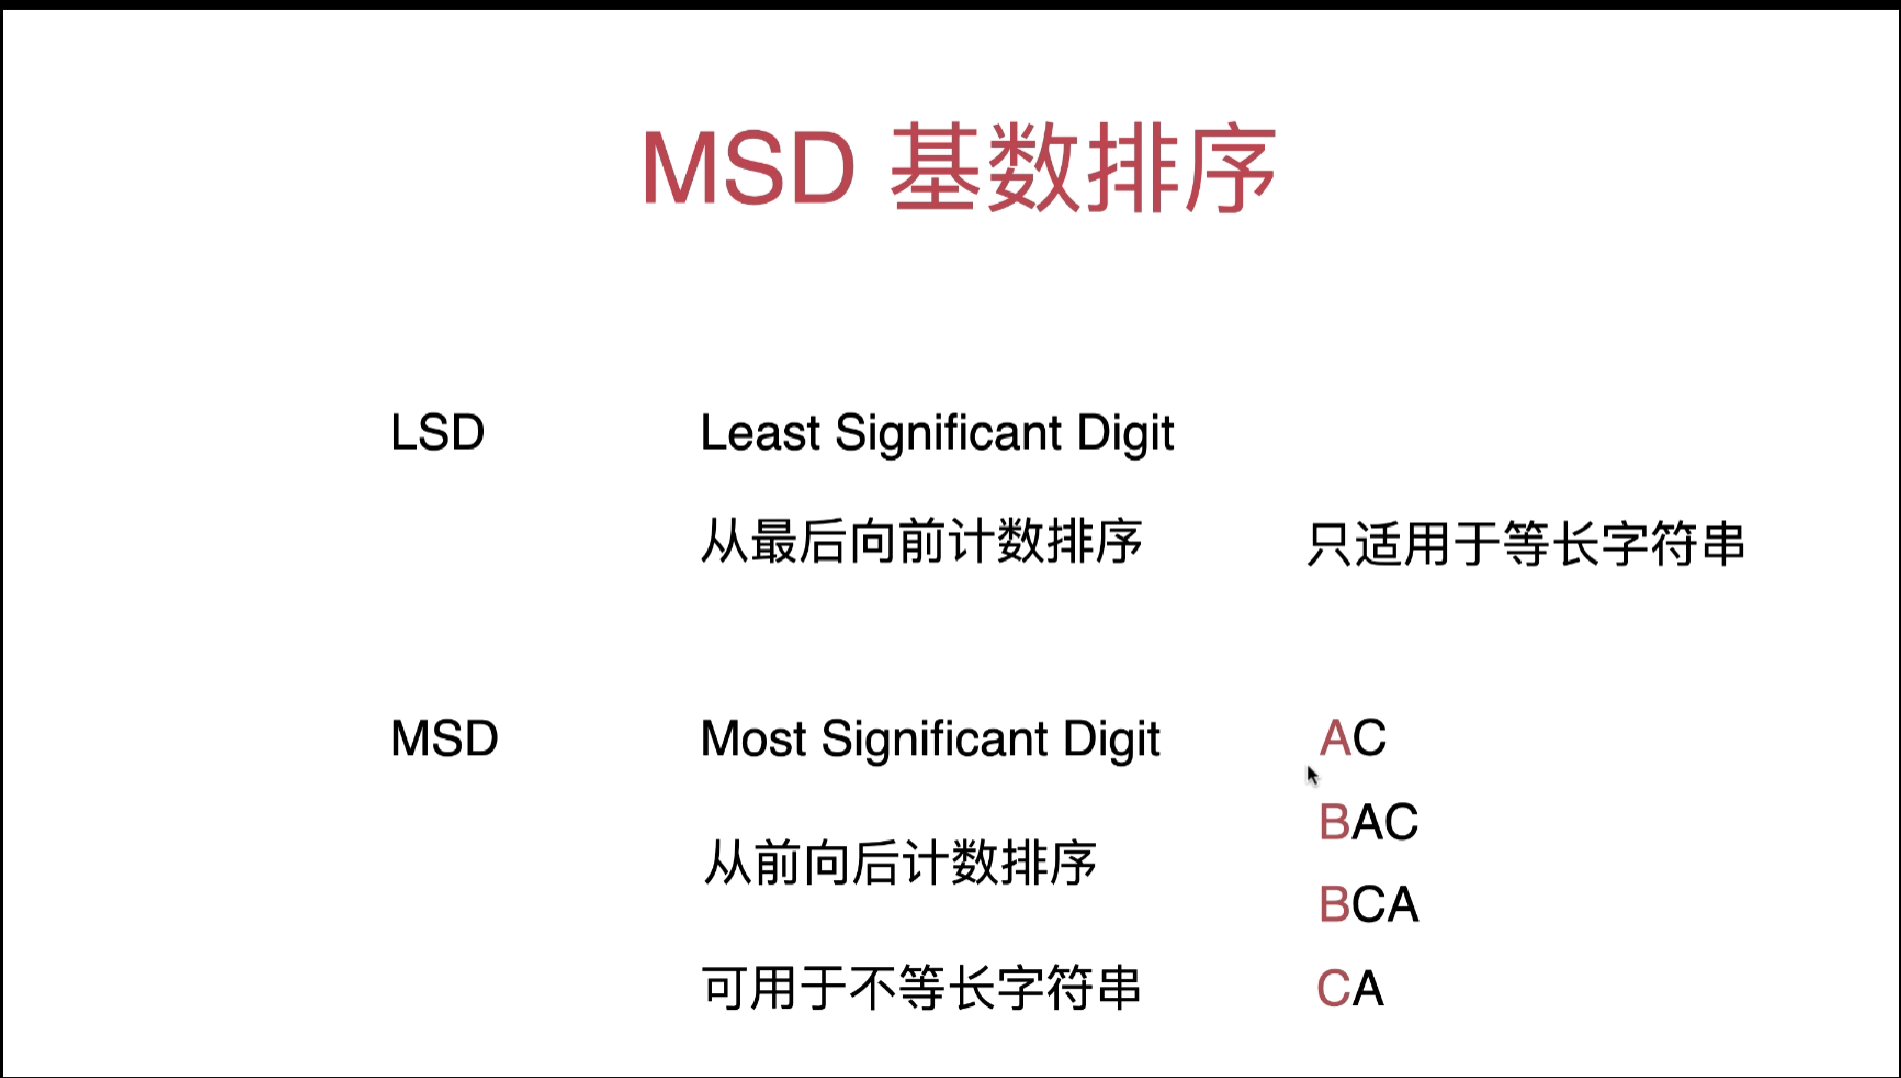 MSD 基数排序
LSD
Least Significant Digit
从最后向前计数排序
只适用于等长字符串
MSD
Most Significant Digit
从前向后计数排序
可用于不等长字符串
AC
BAC
BCA
CA